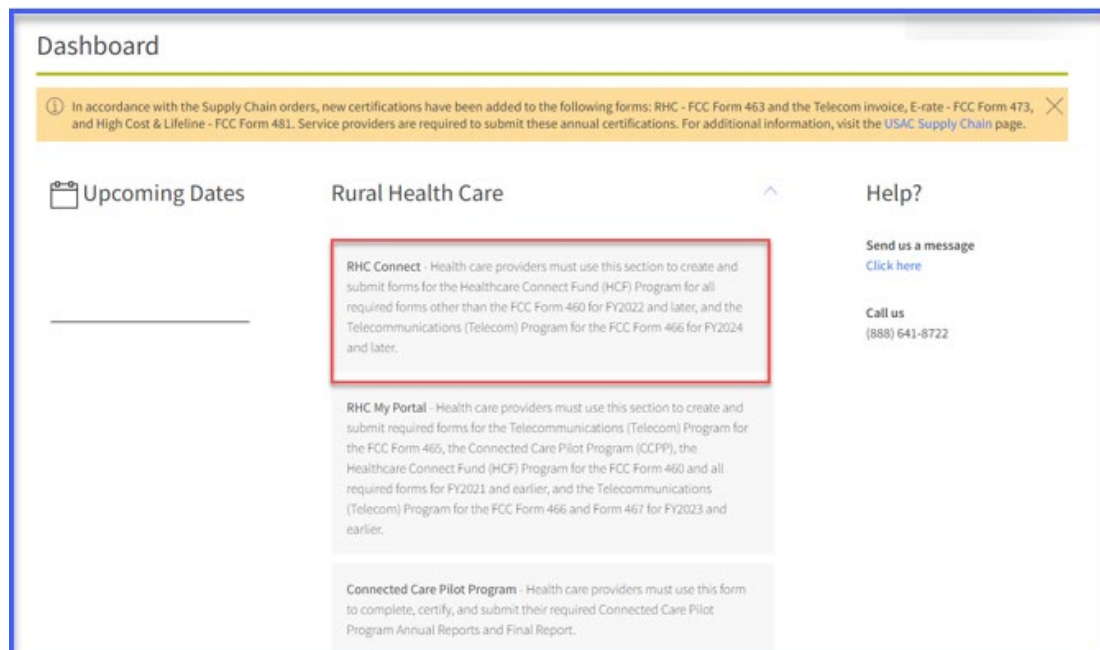 Dashboard
In accordance with the Supply Chain orders, new certifications have been added to the following forms: RHC - FCC Form 463 and the Telecom invoice, E-rate - FCC Form 473,
and High Cost & Lifeline - FCC Form 481. Service providers are required to submit these annual certifications. For additional information, visit the USAC Supply Chain page.
Upcoming Dates
Rural Health Care
RHC Connect - Health care providers must use this section to create and
submit forms for the Healthcare Connect Fund (HCF) Program for all
required forms other than the FCC Form 460 for FY2022 and later, and the
Telecommunications (Telecom) Program for the FCC Form 466 for FY2024
and later.
RHC My Portal - Health care providers must use this section to create and
submit required forms for the Telecommunications (Telecom) Program for
the FCC Form 465, the Connected Care Pilot Program (CCPP), the
Healthcare Connect Fund (HCF) Program for the FCC Form 460 and all
required forms for FY2021 and earlier, and the Telecommunications
(Telecom) Program for the FCC Form 466 and Form 467 for FY2023 and
earlier.
Connected Care Pilot Program - Health care providers must use this form
to complete, certify, and submit their required Connected Care Pilot
Program Annual Reports and Final Report.
Help?
Send us a message
Click here
Call us
(888) 641-8722